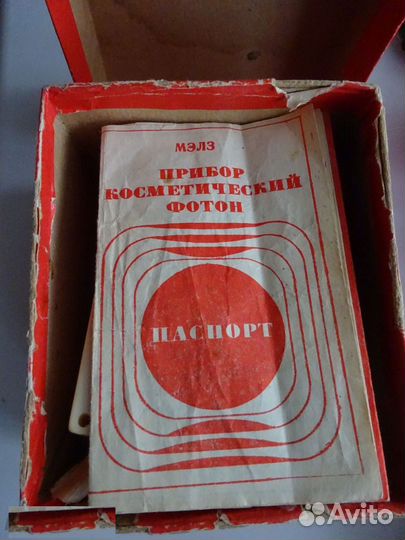 МЭЛЗ
ПРИБОР
КОСМЕТИЧЕСКИЙ
ФОТОН
ПАСПОРТ
Avito